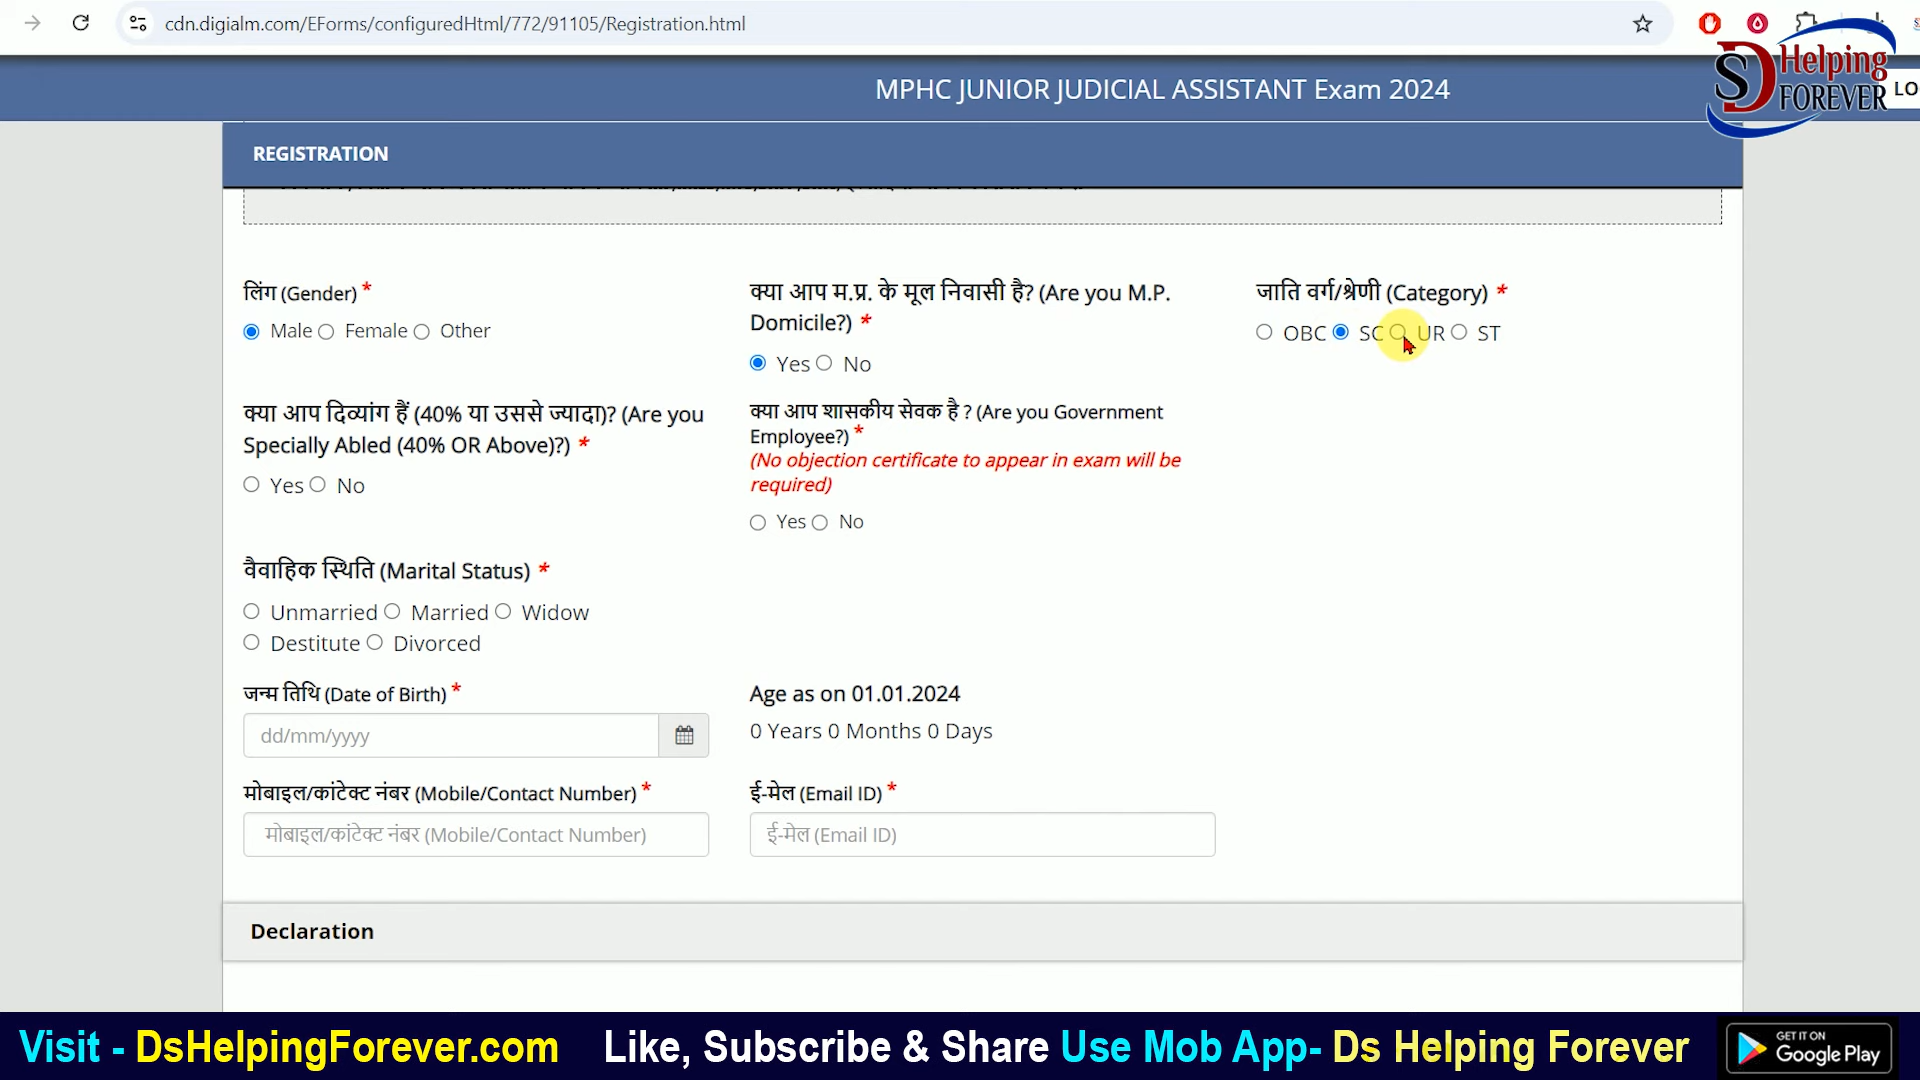 cdn.digialm.com/EForms/configuredHtml/772/91105/Registration.html
MPHC JUNIOR JUDICIAL ASSISTANT Exam 2024
SD Helping FOREVER
LO
REGISTRATION
लिंग (Gender) *
Male Female Other
क्या आप म.प्र. के मूल निवासी है? (Are you M.P.
Domicile?) *
Yes No
जाति वर्ग/श्रेणी (Category) *
OBC SC UR ST
क्या आप दिव्यांग हैं (40% या उससे ज्यादा)? (Are you
Specially Abled (40% OR Above)?) *
Yes No
क्या आप शासकीय सेवक है ? (Are you Government
Employee?) *
(No objection certificate to appear in exam will be
required)
Yes No
वैवाहिक स्थिति (Marital Status) *
Unmarried Married Widow
Destitute Divorced
जन्म तिथि (Date of Birth) *
dd/mm/yyyy
Age as on 01.01.2024
0 Years 0 Months 0 Days
मोबाइल/कांटेक्ट नंबर (Mobile/Contact Number) *
मोबाइल/कांटेक्ट नंबर (Mobile/Contact Number)
ई-मेल (Email ID) *
ई-मेल (Email ID)
Declaration
Visit - DsHelpingForever.com Like, Subscribe & Share Use Mob App- Ds Helping Forever
GET IT ON
Google Play